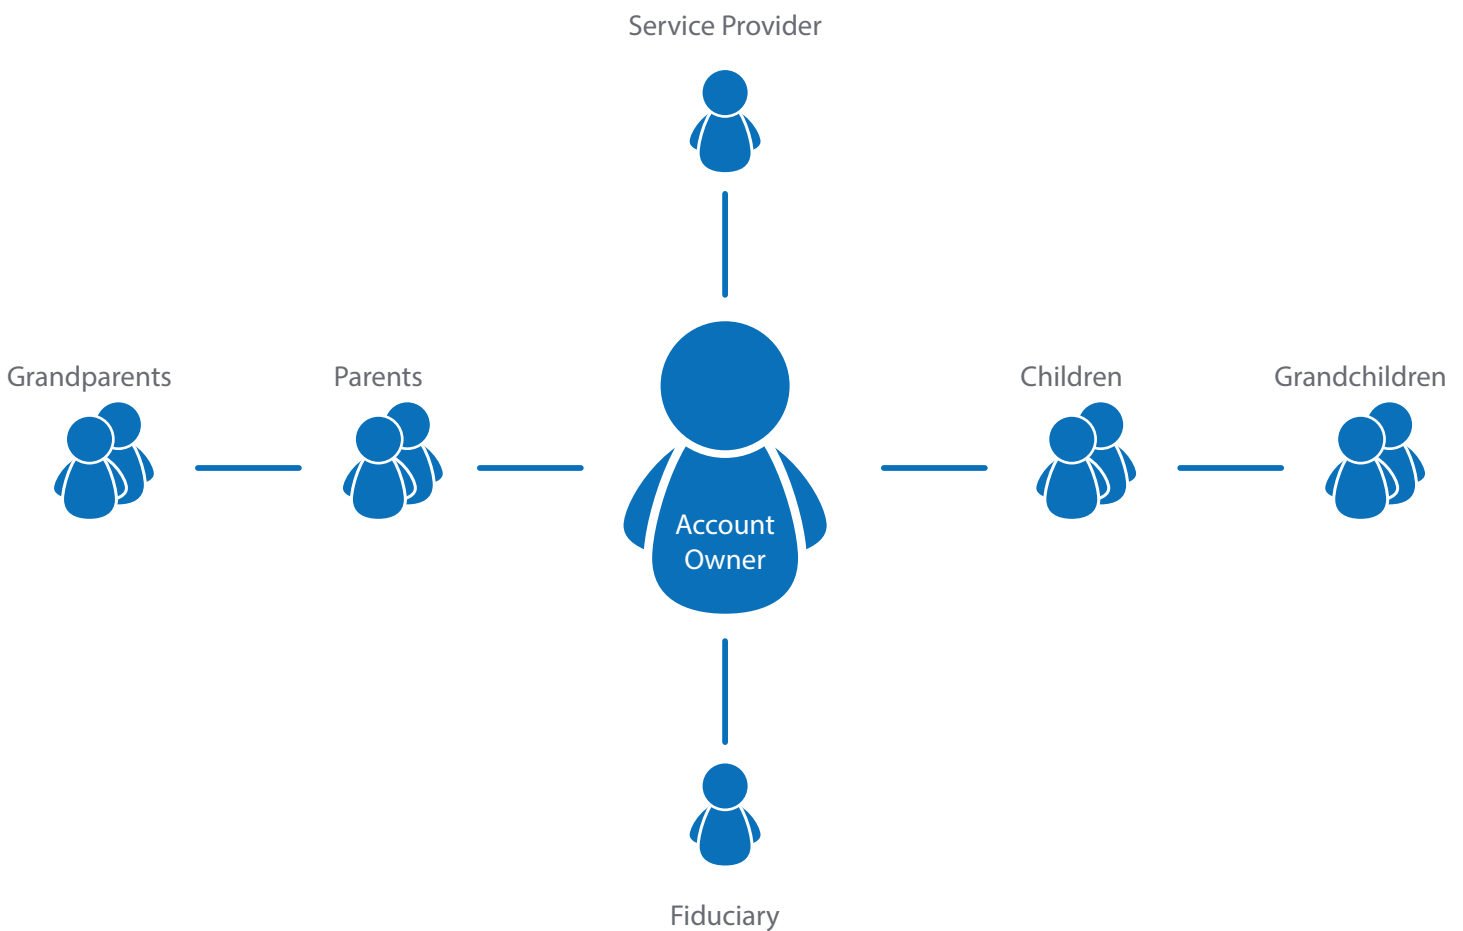 Service Provider
Grandparents
Parents
Children
Grandchildren
Account
Owner
Fiduciary